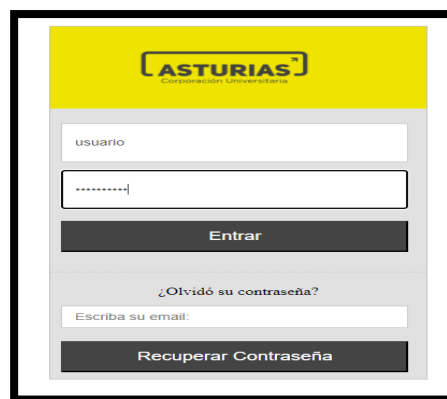 ASTURIAS
Corporación Universitaria
usuario
----------
Entrar
¿Olvidó su contraseña?
Escriba su email:
Recuperar Contraseña